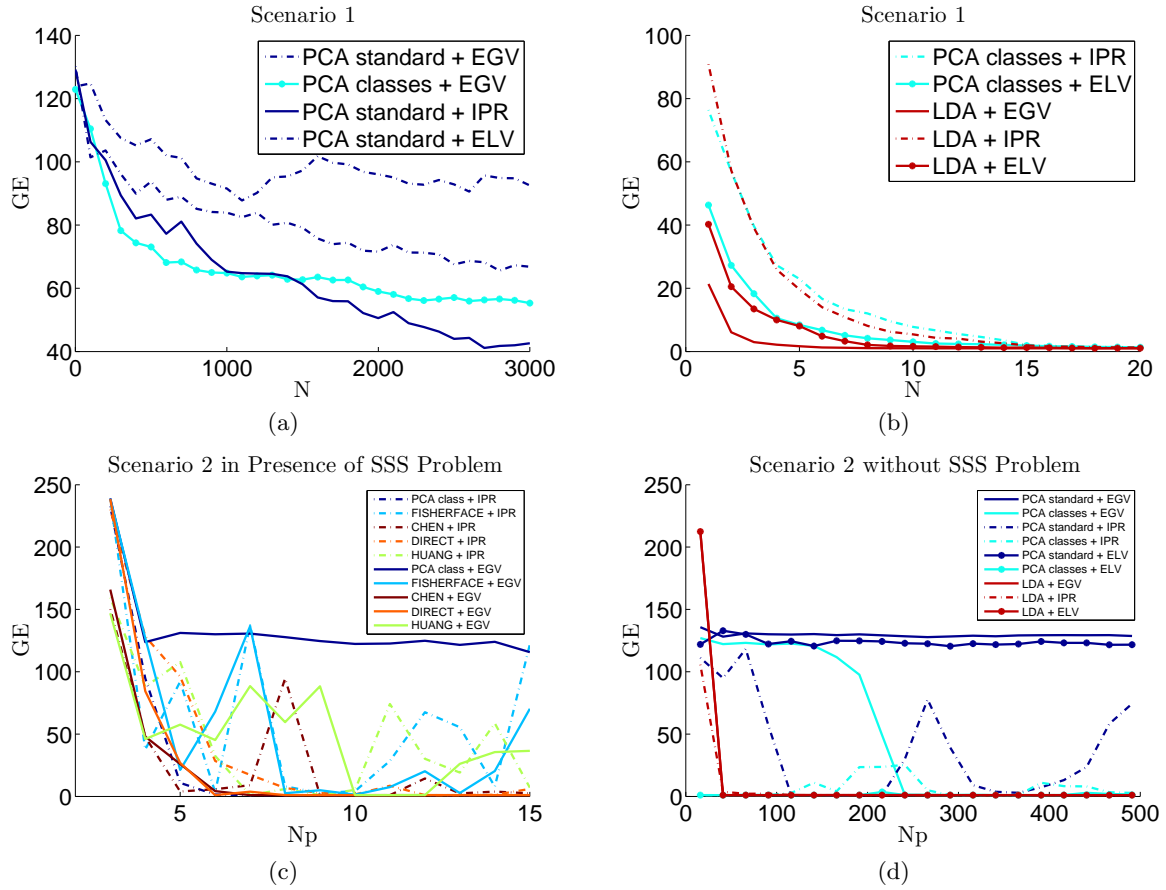 Scenario 1
140
120
100
80
60
40
GE
0
1000
2000
3000
N
PCA standard + EGV
PCA classes + EGV
PCA standard + IPR
PCA standard + ELV
(a)
Scenario 1
100
80
60
40
20
0
GE
0
5
10
15
20
N
PCA classes + IPR
PCA classes + ELV
LDA + EGV
LDA + IPR
LDA + ELV
(b)
Scenario 2 in Presence of SSS Problem
250
200
150
100
50
0
GE
5
10
15
Np
PCA class + IPR
FISHERFACE + IPR
CHEN + IPR
DIRECT + IPR
HUANG + IPR
PCA class + EGV
FISHERFACE + EGV
CHEN + EGV
DIRECT + EGV
HUANG + EGV
(c)
Scenario 2 without SSS Problem
250
200
150
100
50
0
GE
0
100
200
300
400
500
Np
PCA standard + EGV
PCA classes + EGV
PCA standard + IPR
PCA classes + IPR
PCA standard + ELV
PCA classes + ELV
LDA + EGV
LDA + IPR
LDA + ELV
(d)